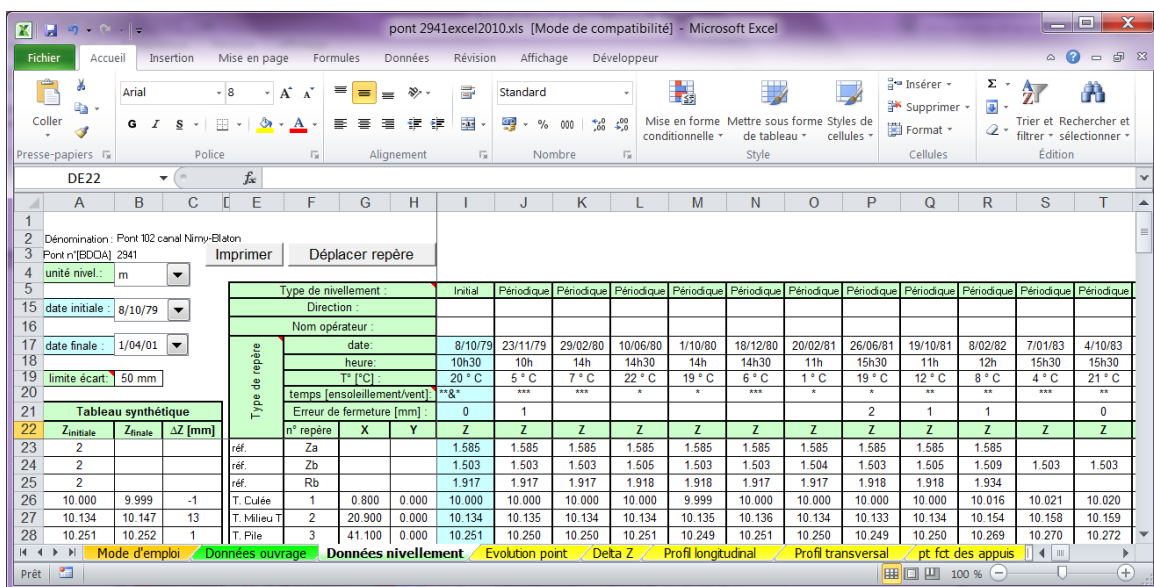 pont 2941excel2010.xls [Mode de compatibilité] - Microsoft Excel
Fichier Accueil Insertion Mise en page Formules Données Révision Affichage Développeur
Coller
Arial 8
G I S
Standard
% 000
Mise en forme conditionnelle
Mettre sous forme de tableau
Styles de cellules
Insérer
Supprimer
Format
Σ
Trier et filtrer
Rechercher et sélectionner
Presse-papiers Police Alignement Nombre Style Cellules Édition
DE22 fx
A B C D E F G H I J K L M N O P Q R S T
1
2 Dénomination : Pont 102 canal Nimy-Blaton
3 Pont n°[BDOA] 2941 Imprimer Déplacer repère
4 unité nivel.: m
5 Type de nivellement : Initial Périodique Périodique Périodique Périodique Périodique Périodique Périodique Périodique Périodique Périodique Périodique
15 date initiale : 8/10/79 Direction :
16 Nom opérateur :
17 date finale : 1/04/01 Type de repère date: 8/10/79 23/11/79 29/02/80 10/06/80 1/10/80 18/12/80 20/02/81 26/06/81 19/10/81 8/02/82 7/01/83 4/10/83
18 heure: 10h30 10h 14h 14h30 14h 14h30 11h 15h30 11h 12h 15h30 15h30
19 limite écart: 50 mm T° [°C] : 20 ° C 5 ° C 7 ° C 22 ° C 19 ° C 6 ° C 1 ° C 19 ° C 12 ° C 8 ° C 4 ° C 21 ° C
20 temps [ensoleillement/vent]: **&* *** *** * * *** * ** * ** *** **
21 Tableau synthétique Erreur de fermeture [mm] : 0 1 2 1 1 0
22 Zinitiale Zfinale ΔZ [mm] n° repère X Y Z Z Z Z Z Z Z Z Z Z Z Z
23 2 réf. Za 1.585 1.585 1.585 1.585 1.585 1.585 1.585 1.585 1.585 1.585
24 2 réf. Zb 1.503 1.503 1.503 1.505 1.503 1.503 1.504 1.503 1.505 1.509 1.503 1.503
25 2 réf. Rb 1.917 1.917 1.917 1.918 1.918 1.917 1.917 1.918 1.918 1.934
26 10.000 9.999 -1 T. Culée 1 0.800 0.000 10.000 10.000 10.000 10.000 9.999 10.000 10.000 10.000 10.000 10.016 10.021 10.020
27 10.134 10.147 13 T. Milieu T 2 20.900 0.000 10.134 10.135 10.134 10.134 10.135 10.136 10.134 10.133 10.134 10.154 10.158 10.159
28 10.251 10.252 1 T. Pile 3 41.100 0.000 10.251 10.250 10.250 10.251 10.249 10.251 10.250 10.249 10.250 10.269 10.270 10.272
Mode d'emploi Données ouvrage Données nivellement Evolution point Delta Z Profil longitudinal Profil transversal pt fct des appuis
Prêt 100 %